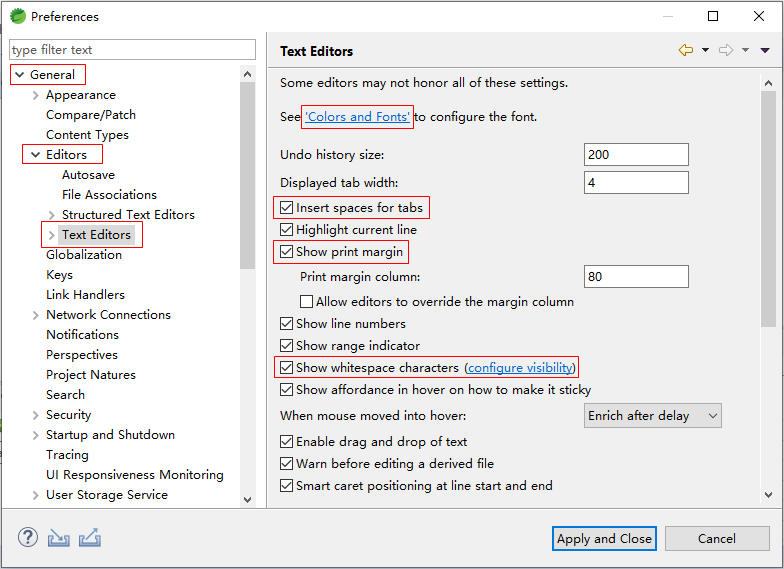 Preferences
type filter text
General
Appearance
Compare/Patch
Content Types
Editors
Autosave
File Associations
Structured Text Editors
Text Editors
Globalization
Keys
Link Handlers
Network Connections
Notifications
Perspectives
Project Natures
Search
Security
Startup and Shutdown
Tracing
UI Responsiveness Monitoring
User Storage Service
Text Editors
Some editors may not honor all of these settings.
See 'Colors and Fonts' to configure the font.
Undo history size: 200
Displayed tab width: 4
Insert spaces for tabs
Highlight current line
Show print margin
Print margin column: 80
Allow editors to override the margin column
Show line numbers
Show range indicator
Show whitespace characters (configure visibility)
Show affordance in hover on how to make it sticky
When mouse moved into hover: Enrich after delay
Enable drag and drop of text
Warn before editing a derived file
Smart caret positioning at line start and end
Apply and Close Cancel